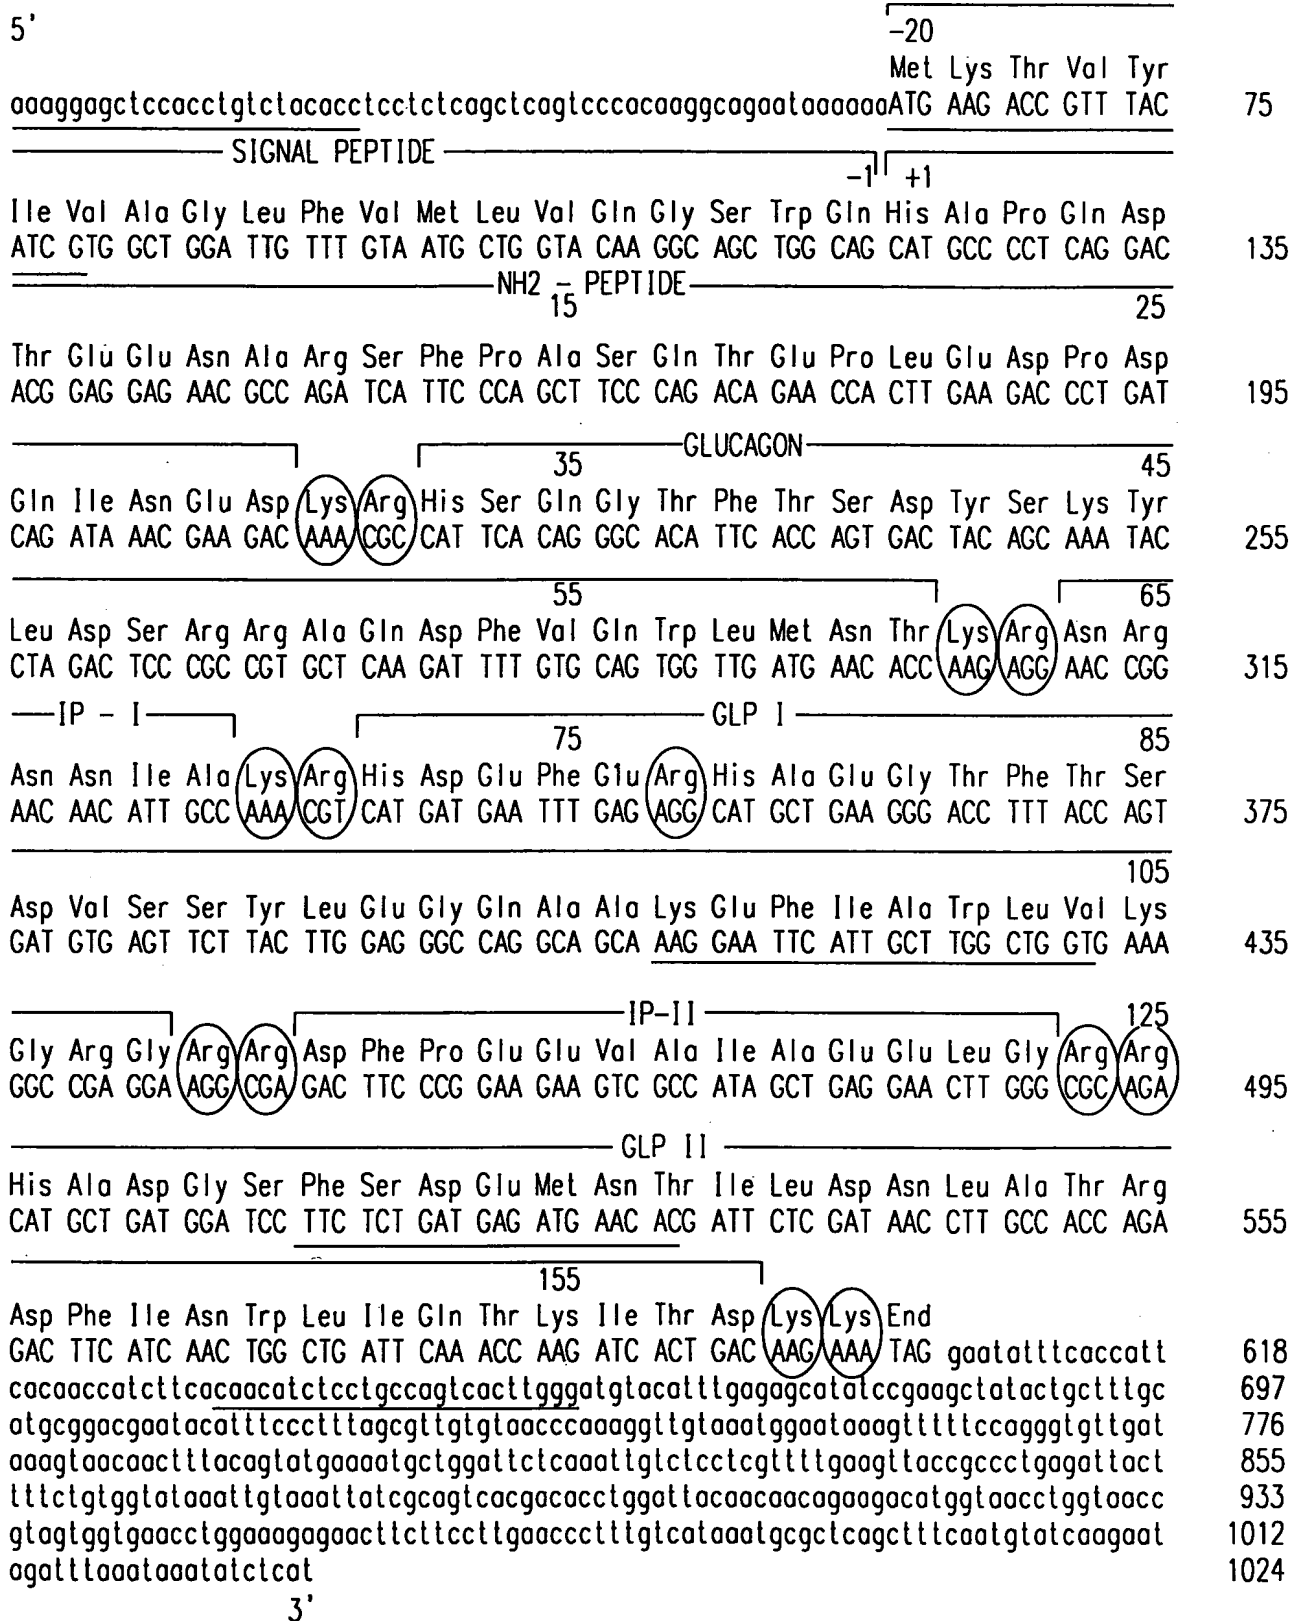 5'
-20
Met Lys Thr Val Tyr
aaaggagctccacctgtctacacctcctctcagctcagtcccacaaggcagaataaaaaaATG AAG ACC GTT TAC 75
SIGNAL PEPTIDE
-1 +1
Ile Val Ala Gly Leu Phe Val Met Leu Val Gln Gly Ser Trp Gln His Ala Pro Gln Asp
ATC GTG GCT GGA TTG TTT GTA ATG CTG GTA CAA GGC AGC TGG CAG CAT GCC CCT CAG GAC 135
NH2 - PEPTIDE
15 25
Thr Glu Glu Asn Ala Arg Ser Phe Pro Ala Ser Gln Thr Glu Pro Leu Glu Asp Pro Asp
ACG GAG GAG AAC GCC AGA TCA TTC CCA GCT TCC CAG ACA GAA CCA CTT GAA GAC CCT GAT 195
GLUCAGON
35 45
Gln Ile Asn Glu Asp Lys Arg His Ser Gln Gly Thr Phe Thr Ser Asp Tyr Ser Lys Tyr
CAG ATA AAC GAA GAC AAA CGC CAT TCA CAG GGC ACA TTC ACC AGT GAC TAC AGC AAA TAC 255
55 65
Leu Asp Ser Arg Arg Ala Gln Asp Phe Val Gln Trp Leu Met Asn Thr Lys Arg Asn Arg
CTA GAC TCC CGC CGT GCT CAA GAT TTT GTG CAG TGG TTG ATG AAC ACC AAG AGG AAC CGG 315
IP - I GLP I
75 85
Asn Asn Ile Ala Lys Arg His Asp Glu Phe Glu Arg His Ala Glu Gly Thr Phe Thr Ser
AAC AAC ATT GCC AAA CGT CAT GAT GAA TTT GAG AGG CAT GCT GAA GGG ACC TTT ACC AGT 375
105
Asp Val Ser Ser Tyr Leu Glu Gly Gln Ala Ala Lys Glu Phe Ile Ala Trp Leu Val Lys
GAT GTG AGT TCT TAC TTG GAG GGC CAG GCA GCA AAG GAA TTC ATT GCT TGG CTG GTG AAA 435
IP-II
125
Gly Arg Gly Arg Arg Asp Phe Pro Glu Glu Val Ala Ile Ala Glu Glu Leu Gly Arg Arg
GGC CGA GGA AGG CGA GAC TTC CCG GAA GAA GTC GCC ATA GCT GAG GAA CTT GGG CGC AGA 495
GLP II
His Ala Asp Gly Ser Phe Ser Asp Glu Met Asn Thr Ile Leu Asp Asn Leu Ala Thr Arg
CAT GCT GAT GGA TCC TTC TCT GAT GAG ATG AAC ACG ATT CTC GAT AAC CTT GCC ACC AGA 555
155
Asp Phe Ile Asn Trp Leu Ile Gln Thr Lys Ile Thr Asp Lys Lys End
GAC TTC ATC AAC TGG CTG ATT CAA ACC AAG ATC ACT GAC AAG AAA TAG gaatatttcaccatt 618
cacaaccatcttcacaacatctcctgccagtcacttgggatgtacatttgagagcatatccgaagctatactgctttgc 697
atgcggacgaatacatttccctttagcgttgtgtaacccaaaggttgtaaatggaataaagtttttccagggtgttgat 776
aaagtaacaactttacagtatgaaaatgctggattctcaaattgtctcctcgttttgaagttaccgccctgagattact 855
tttctgtggtataaattgtaaattatcgcagtcacgacacctggattacaacaacagaagacatggtaacctggtaacc 933
gtagtggtgaacctggaaagagaacttcttccttgaaccctttgtcataaatgcgctcagctttcaatgtatcaagaat 1012
agatttaaataaatatctcat 1024
3'